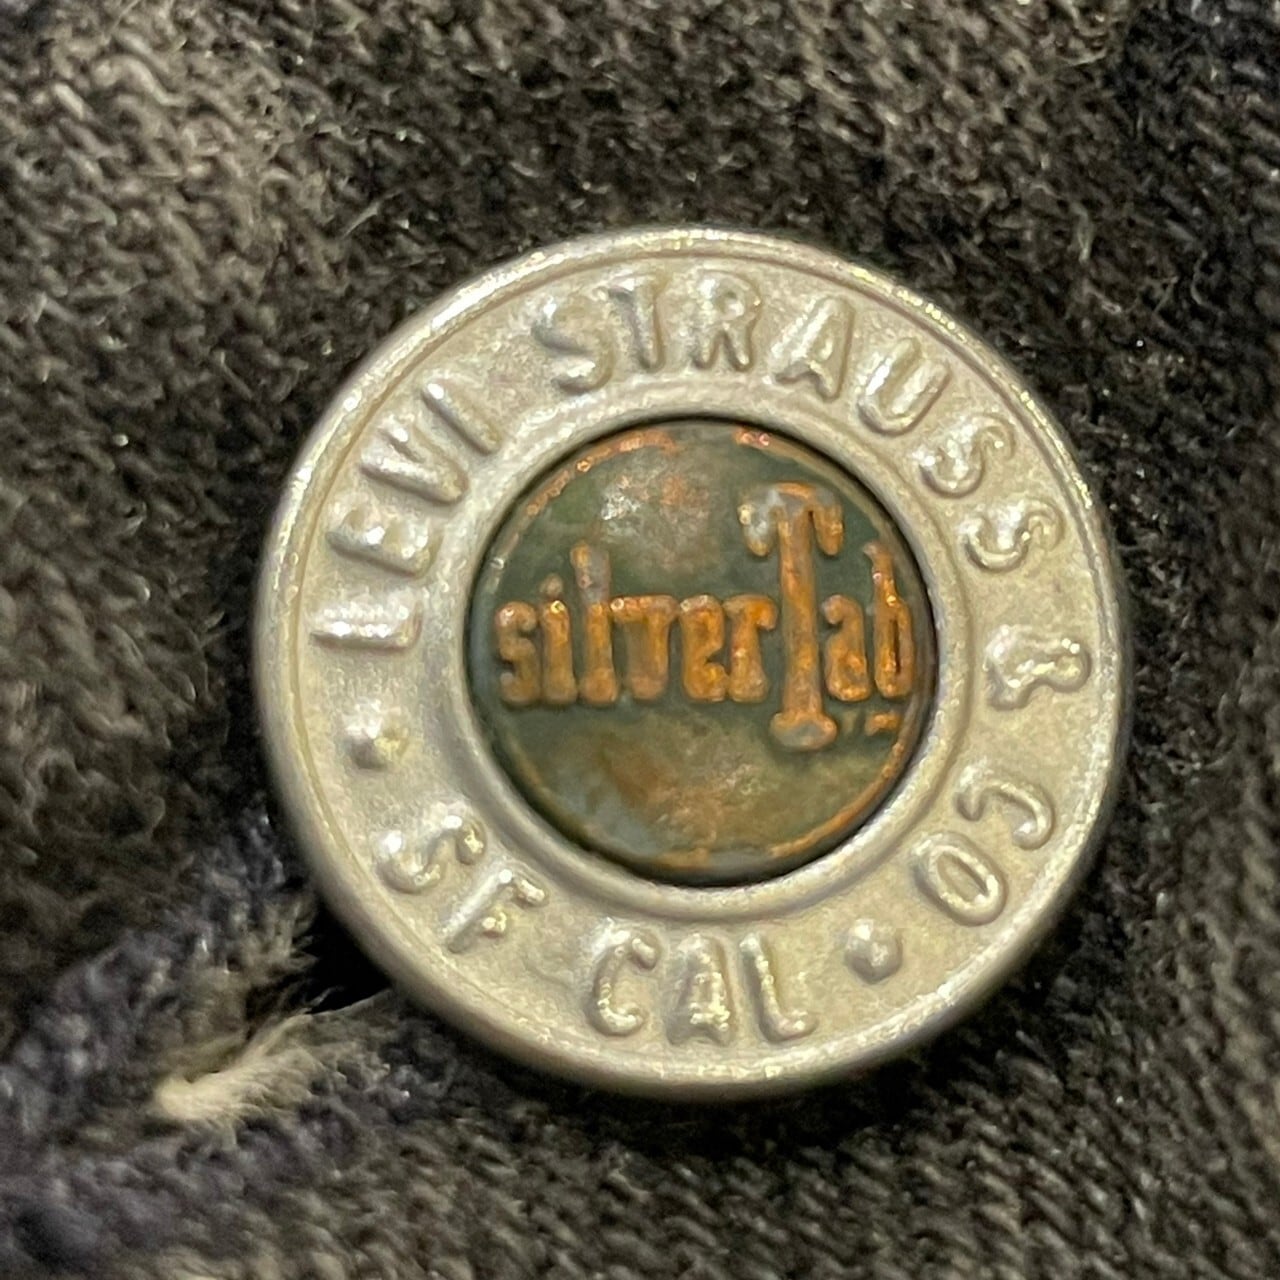 LEVI STRAUSS & CO
silverTab
• SF CAL •